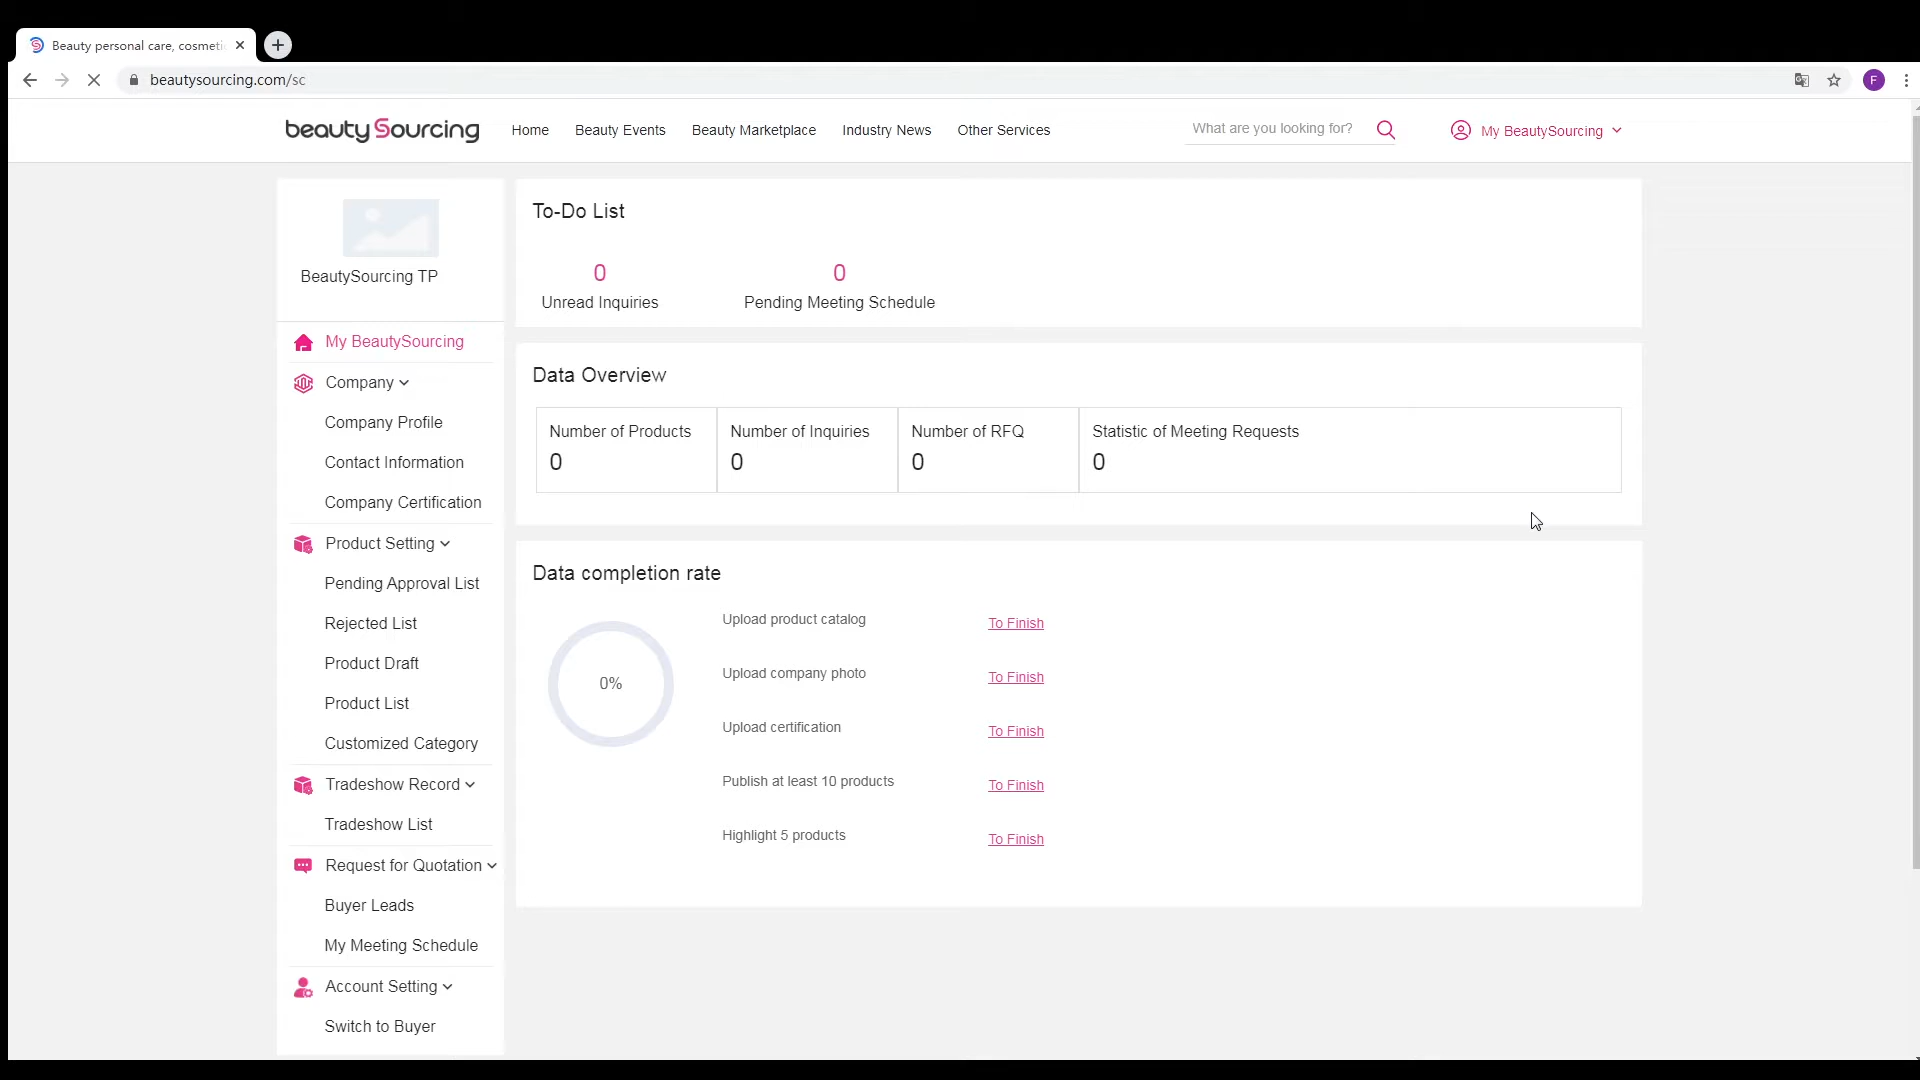 Beauty personal care, cosmeti
beautysourcing.com/sc
F
beautySourcing
Home
Beauty Events
Beauty Marketplace
Industry News
Other Services
What are you looking for?
My BeautySourcing
BeautySourcing TP
My BeautySourcing
Company
Company Profile
Contact Information
Company Certification
Product Setting
Pending Approval List
Rejected List
Product Draft
Product List
Customized Category
Tradeshow Record
Tradeshow List
Request for Quotation
Buyer Leads
My Meeting Schedule
Account Setting
Switch to Buyer
To-Do List
0
Unread Inquiries
0
Pending Meeting Schedule
Data Overview
Number of Products
0
Number of Inquiries
0
Number of RFQ
0
Statistic of Meeting Requests
0
Data completion rate
0%
Upload product catalog
To Finish
Upload company photo
To Finish
Upload certification
To Finish
Publish at least 10 products
To Finish
Highlight 5 products
To Finish